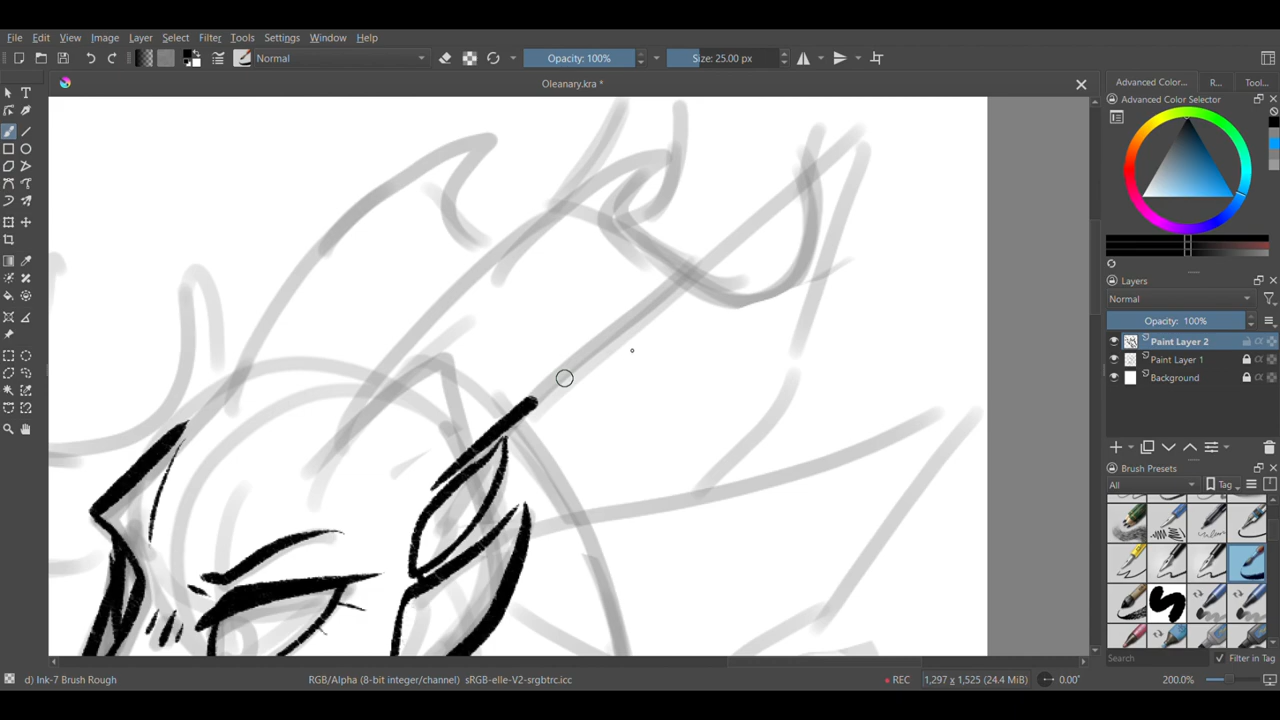 File Edit View Image Layer Select Filter Tools Settings Window Help
Normal Opacity: 100% Size: 25.00 px
Oleanary.kra *
Advanced Color... R... Tool...
Advanced Color Selector
Layers
Normal
Opacity: 100%
Paint Layer 2
Paint Layer 1
Background
Brush Presets
All Tag
Search Filter in Tag
d) Ink-7 Brush Rough RGB/Alpha (8-bit integer/channel) sRGB-elle-V2-srgbtrc.icc REC 1,297 x 1,525 (24.4 MiB) 0.00° 200.0%